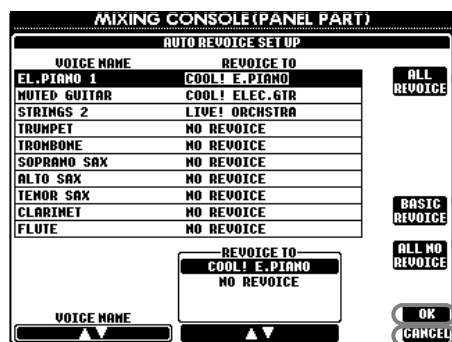 MIXING CONSOLE(PANEL PART)
AUTO REVOICE SET UP
VOICE NAME REVOICE TO
EL.PIANO 1 COOL! E.PIANO
MUTED GUITAR COOL! ELEC.GTR
STRINGS 2 LIVE! ORCHSTRA
TRUMPET NO REVOICE
TROMBONE NO REVOICE
SOPRANO SAX NO REVOICE
ALTO SAX NO REVOICE
TENOR SAX NO REVOICE
CLARINET NO REVOICE
FLUTE NO REVOICE
ALL
REVOICE
BASIC
REVOICE
ALL NO
REVOICE
REVOICE TO
COOL! E.PIANO
NO REVOICE
VOICE NAME
OK
CANCEL